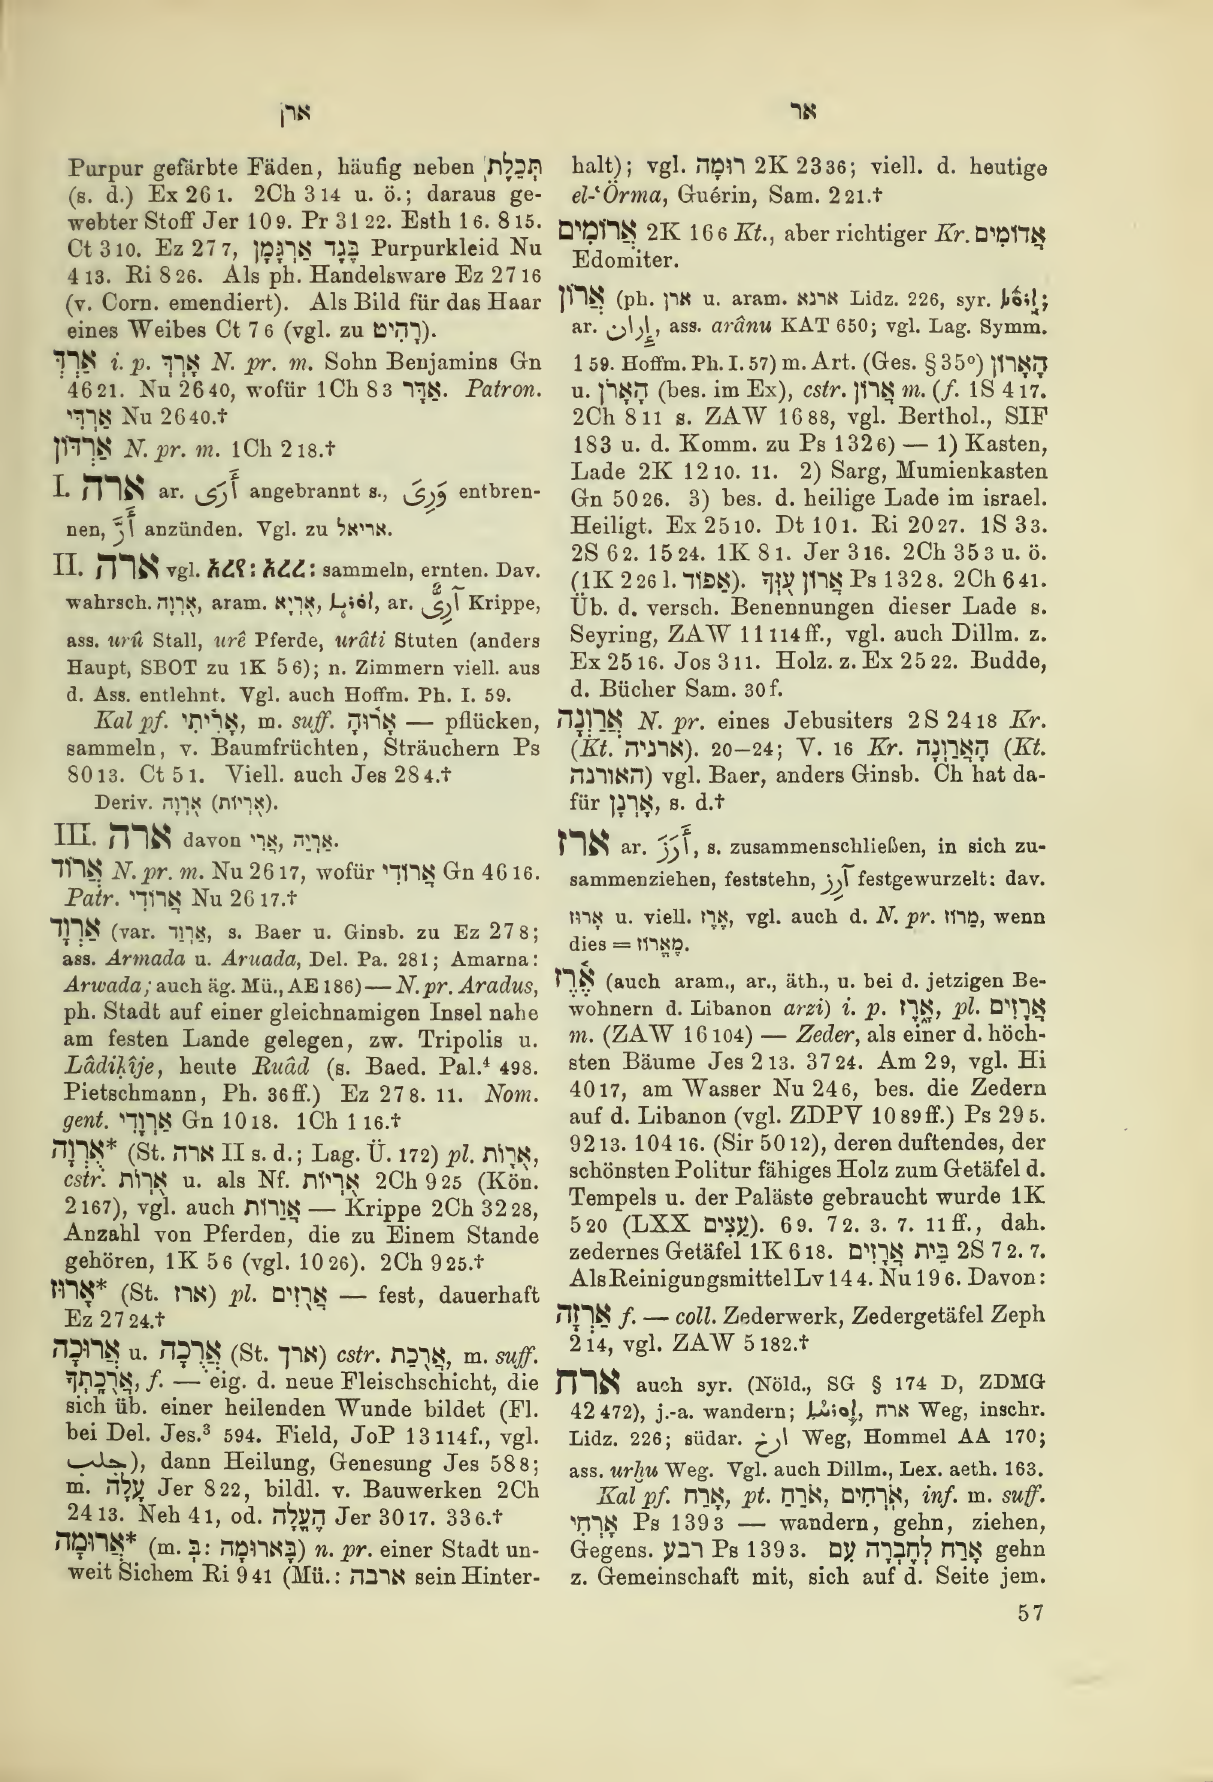 ארן
אר
Purpur gefärbte Fäden, häufig neben תְּכֵלֶת
(s. d.) Ex 26 1. 2Ch 3 14 u. ö.; daraus ge-
webter Stoff Jer 10 9. Pr 31 22. Esth 1 6. 8 15.
Ct 3 10. Ez 27 7, בֶּגֶד אַרְגָּמָן Purpurkleid Nu
4 13. Ri 8 26. Als ph. Handelsware Ez 27 16
(v. Corn. emendiert). Als Bild für das Haar
eines Weibes Ct 7 6 (vgl. zu רָהִיט).
אַרְדְּ i. p. אָרְדְּ N. pr. m. Sohn Benjamins Gn
46 21. Nu 26 40, wofür 1Ch 8 3 אַדָּר. Patron.
אַרְדִּי Nu 26 40.†
אַרְדּוֹן N. pr. m. 1Ch 2 18.†
I. ארה ar. أَرَى angebrannt s., وَرِيَ entbren-
nen, أَرَّ anzünden. Vgl. zu אריאל.
II. ארה vgl. አረየ፡ አረረ፡ sammeln, ernten. Dav.
wahrsch. אֻרְוָה, aram. אֻרְיָא, ar. آرِيٌّ Krippe,
ass. urû Stall, urê Pferde, urâti Stuten (anders
Haupt, SBOT zu 1K 5 6); n. Zimmern viell. aus
d. Ass. entlehnt. Vgl. auch Hoffm. Ph. I. 59.
Kal pf. אָרִיתִי, m. suff. אָרוּהָ — pflücken,
sammeln, v. Baumfrüchten, Sträuchern Ps
80 13. Ct 5 1. Viell. auch Jes 28 4.†
Deriv. אֻרְוָה (אֻרְיוֹת).
III. ארה davon אֲרִי, אַרְיֵה.
אֲרוֹד N. pr. m. Nu 26 17, wofür אֲרוֹדִי Gn 46 16.
Patr. אֲרוֹדִי Nu 26 17.†
אַרְוָד (var. אַרְוַד, s. Baer u. Ginsb. zu Ez 27 8;
ass. Armada u. Aruada, Del. Pa. 281; Amarna:
Arwada; auch äg. Mü., AE 186) — N. pr. Aradus,
ph. Stadt auf einer gleichnamigen Insel nahe
am festen Lande gelegen, zw. Tripolis u.
Lâdiḳîje, heute Ruâd (s. Baed. Pal.⁴ 498.
Pietschmann, Ph. 36ff.) Ez 27 8. 11. Nom.
gent. אַרְוָדִי Gn 10 18. 1Ch 1 16.†
אֻרְוָה* (St. ארה II s. d.; Lag. Ü. 172) pl. אֻרְוֹת,
cstr. אֻרְוֹת u. als Nf. אֻרְיוֹת 2Ch 9 25 (Kön.
2 167), vgl. auch אֲוֵרוֹת — Krippe 2Ch 32 28,
Anzahl von Pferden, die zu Einem Stande
gehören, 1K 5 6 (vgl. 10 26). 2Ch 9 25.†
אָרוּז* (St. ארז) pl. אֲרֻזִים — fest, dauerhaft
Ez 27 24.†
אֲרוּכָה u. אֲרֻכָה (St. ארך) cstr. אֲרֻכַת, m. suff.
אֲרֻכָתְךָ, f. — eig. d. neue Fleischschicht, die
sich üb. einer heilenden Wunde bildet (Fl.
bei Del. Jes.³ 594. Field, JoP 13 114f., vgl.
جلب), dann Heilung, Genesung Jes 58 8;
m. עָלָה Jer 8 22, bildl. v. Bauwerken 2Ch
24 13. Neh 4 1, od. הֶעֱלָה Jer 30 17. 33 6.†
אֲרוּמָה* (m. בְּ: בָּארוּמָה) n. pr. einer Stadt un-
weit Sichem Ri 9 41 (Mü.: ארבה sein Hinter-
halt); vgl. רוּמָה 2K 23 36; viell. d. heutige
el-‘Örma, Guérin, Sam. 2 21.†
אֲרוֹמִים 2K 16 6 Kt., aber richtiger Kr. אֲדוֹמִים
Edomiter.
אֲרוֹן (ph. ארן u. aram. ארנא Lidz. 226, syr.
ar. إِرَان, ass. arânu KAT 650; vgl. Lag. Symm.
1 59. Hoffm. Ph. I. 57) m. Art. (Ges. § 35o) הָאָרוֹן
u. הָאָרֹן (bes. im Ex), cstr. אֲרוֹן m. (f. 1S 4 17.
2Ch 8 11 s. ZAW 16 88, vgl. Berthol., SIF
183 u. d. Komm. zu Ps 132 6) — 1) Kasten,
Lade 2K 12 10. 11. 2) Sarg, Mumienkasten
Gn 50 26. 3) bes. d. heilige Lade im israel.
Heiligt. Ex 25 10. Dt 10 1. Ri 20 27. 1S 3 3.
2S 6 2. 15 24. 1K 8 1. Jer 3 16. 2Ch 35 3 u. ö.
(1K 2 26 l. אֵפוֹד). אֲרוֹן עֻזֶּךָ Ps 132 8. 2Ch 6 41.
Üb. d. versch. Benennungen dieser Lade s.
Seyring, ZAW 11 114ff., vgl. auch Dillm. z.
Ex 25 16. Jos 3 11. Holz. z. Ex 25 22. Budde,
d. Bücher Sam. 30f.
אֲרַוְנָה N. pr. eines Jebusiters 2S 24 18 Kr.
(Kt. ארניה). 20—24; V. 16 Kr. הָאֲרַוְנָה (Kt.
האורנה) vgl. Baer, anders Ginsb. Ch hat da-
für אָרְנָן, s. d.†
ארז ar. أَرَزَ, s. zusammenschließen, in sich zu-
sammenziehen, feststehn, آرِز festgewurzelt: dav.
אָרוּז u. viell. אֶרֶז, vgl. auch d. N. pr. מֵרוֹז, wenn
dies = מֶאֱרוֹז.
אֶרֶז (auch aram., ar., äth., u. bei d. jetzigen Be-
wohnern d. Libanon arzi) i. p. אָרֶז, pl. אֲרָזִים
m. (ZAW 16 104) — Zeder, als einer d. höch-
sten Bäume Jes 2 13. 37 24. Am 2 9, vgl. Hi
40 17, am Wasser Nu 24 6, bes. die Zedern
auf d. Libanon (vgl. ZDPV 10 89ff.) Ps 29 5.
92 13. 104 16. (Sir 50 12), deren duftendes, der
schönsten Politur fähiges Holz zum Getäfel d.
Tempels u. der Paläste gebraucht wurde 1K
5 20 (LXX עֵצִים). 6 9. 7 2. 3. 7. 11ff., dah.
zedernes Getäfel 1K 6 18. בֵּית אֲרָזִים 2S 7 2. 7.
Als Reinigungsmittel Lv 14 4. Nu 19 6. Davon:
אַרְזָה f. — coll. Zederwerk, Zedergetäfel Zeph
2 14, vgl. ZAW 5 182.†
ארח auch syr. (Nöld., SG § 174 D, ZDMG
42 472), j.-a. wandern; ארח Weg, inschr.
Lidz. 226; südar. ارخ Weg, Hommel AA 170;
ass. urḫu Weg. Vgl. auch Dillm., Lex. aeth. 163.
Kal pf. אָרַח, pt. אֹרֵחַ, אֹרְחִים, inf. m. suff.
אָרְחִי Ps 139 3 — wandern, gehn, ziehen,
Gegens. רבע Ps 139 3. אָרַח לְחֶבְרָה עִם gehn
z. Gemeinschaft mit, sich auf d. Seite jem.
57